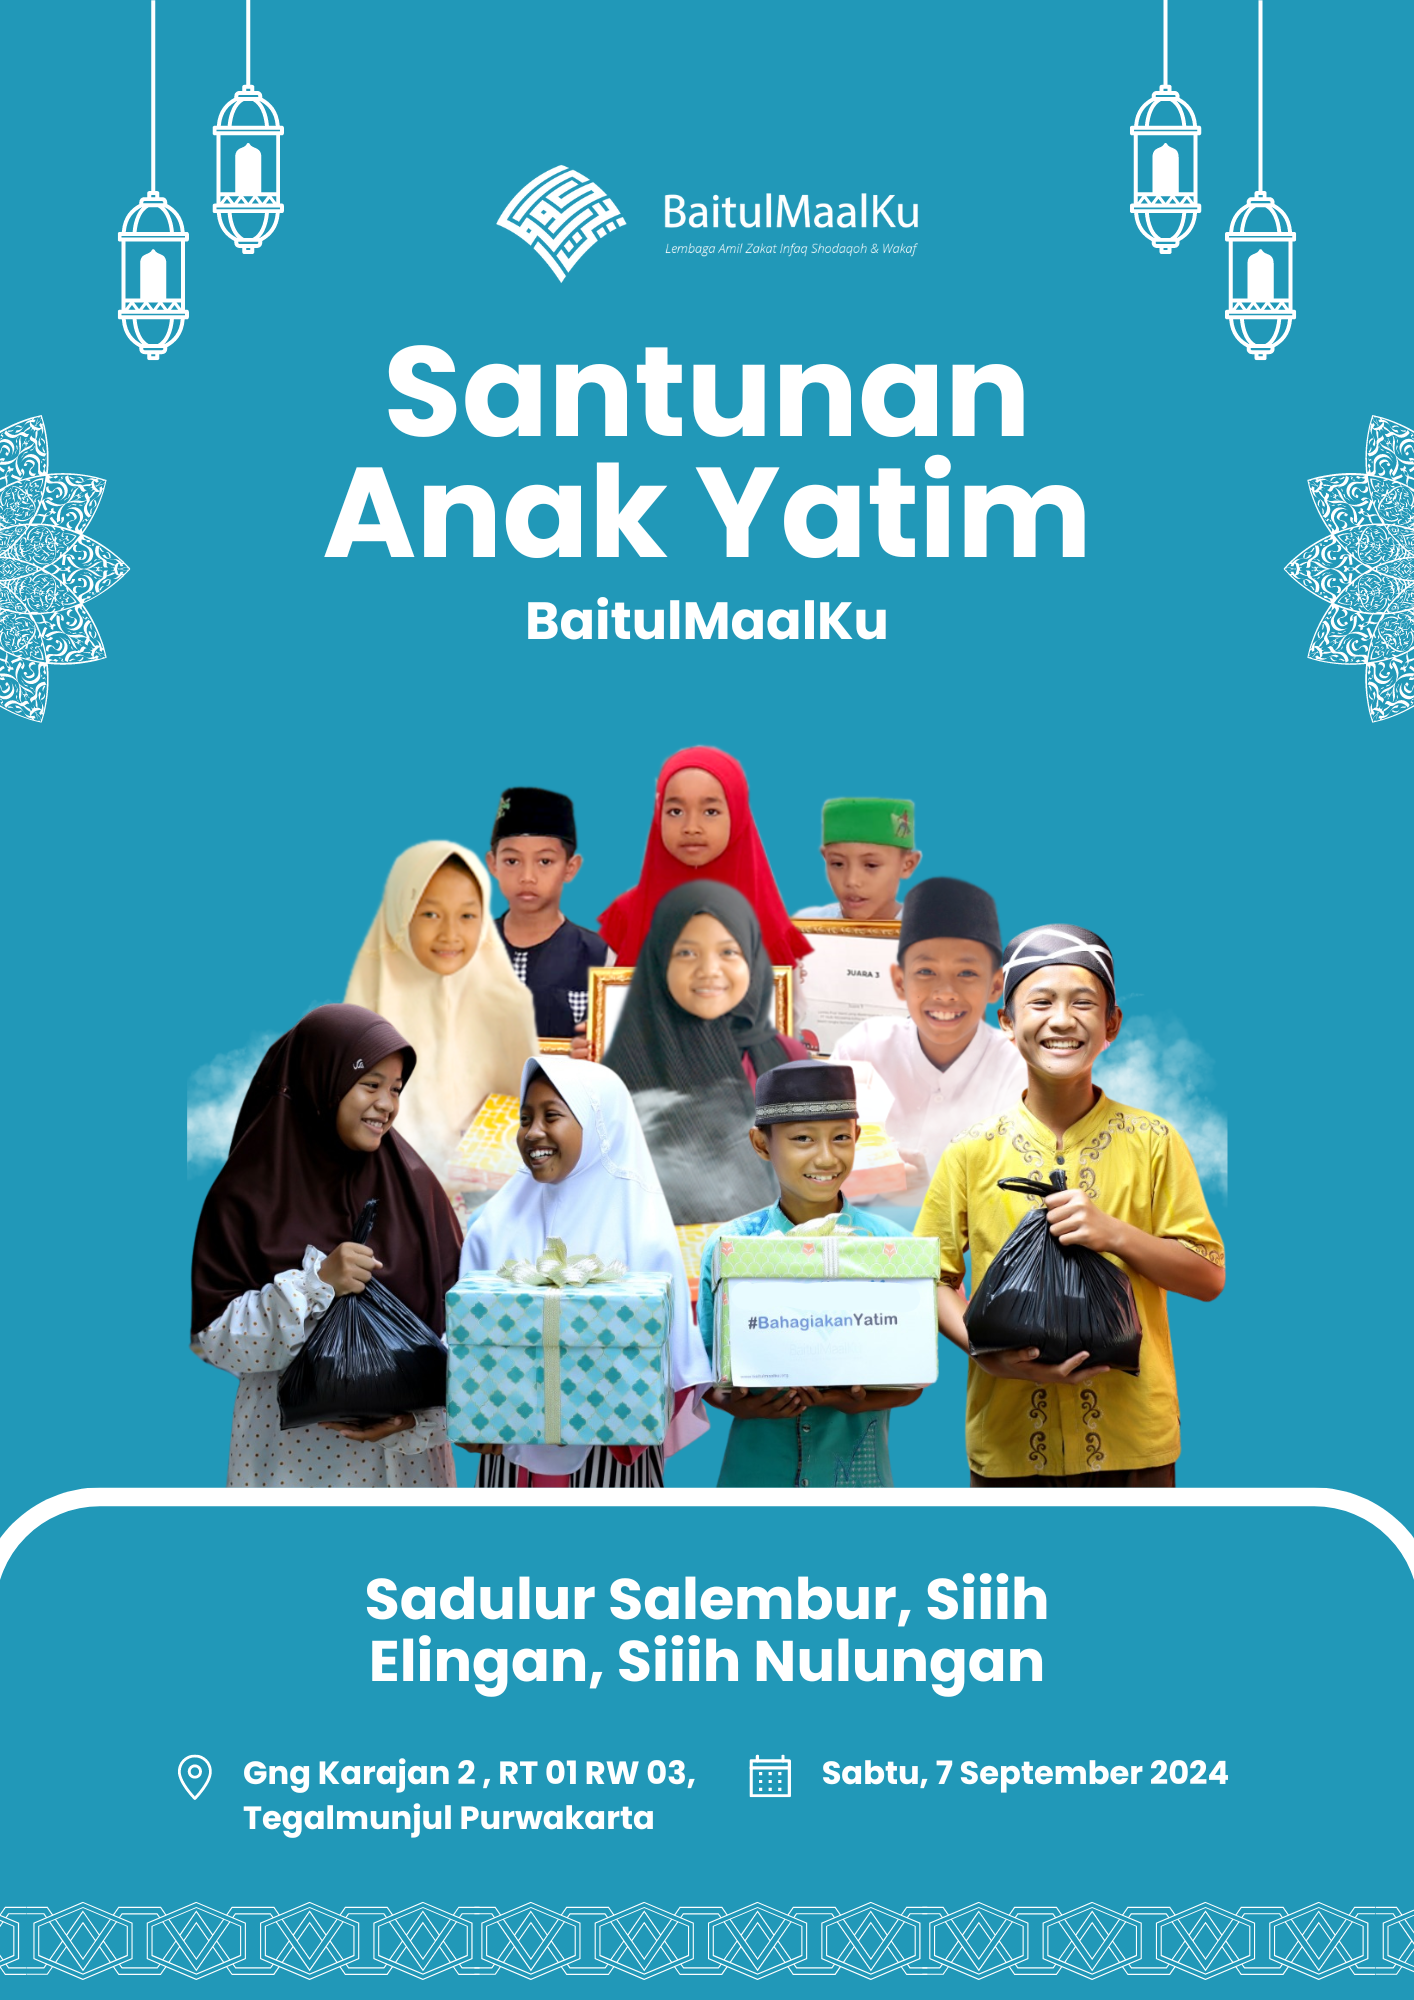 BaitulMaalKu
Lembaga Amil Zakat Infaq Shodaqoh & Wakaf
Santunan
Anak Yatim
BaitulMaalKu
JUARA 3
#BahagiakanYatim
Sadulur Salembur, Siiih
Elingan, Siiih Nulungan
Gng Karajan 2 , RT 01 RW 03,
Tegalmunjul Purwakarta
Sabtu, 7 September 2024